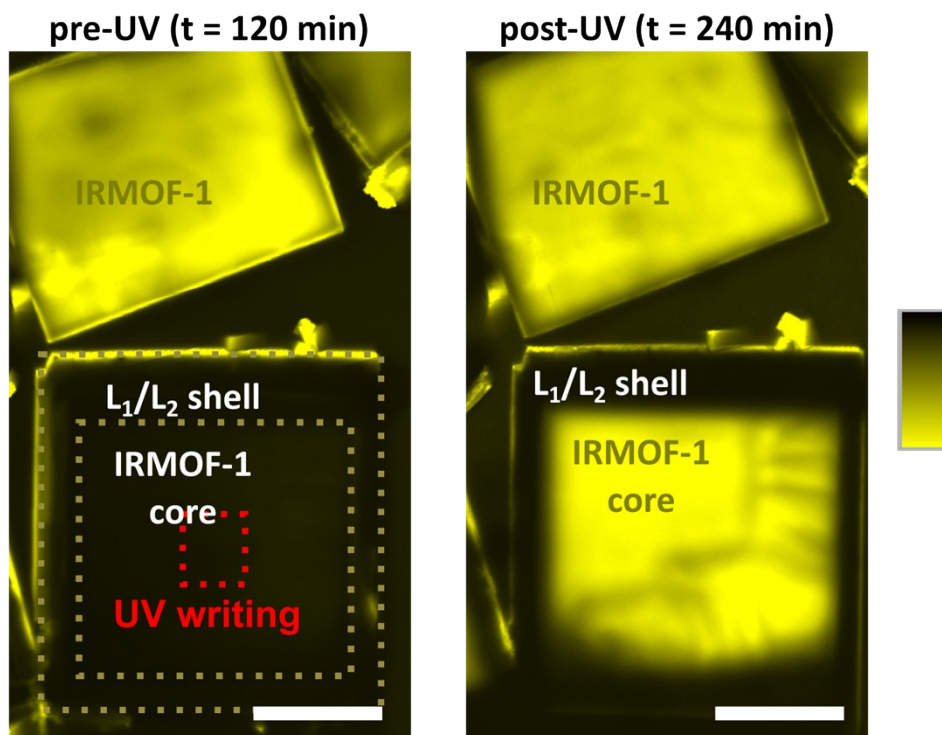 pre-UV (t = 120 min)
post-UV (t = 240 min)
IRMOF-1
L₁/L₂ shell
IRMOF-1
core
UV writing
IRMOF-1
L₁/L₂ shell
IRMOF-1
core